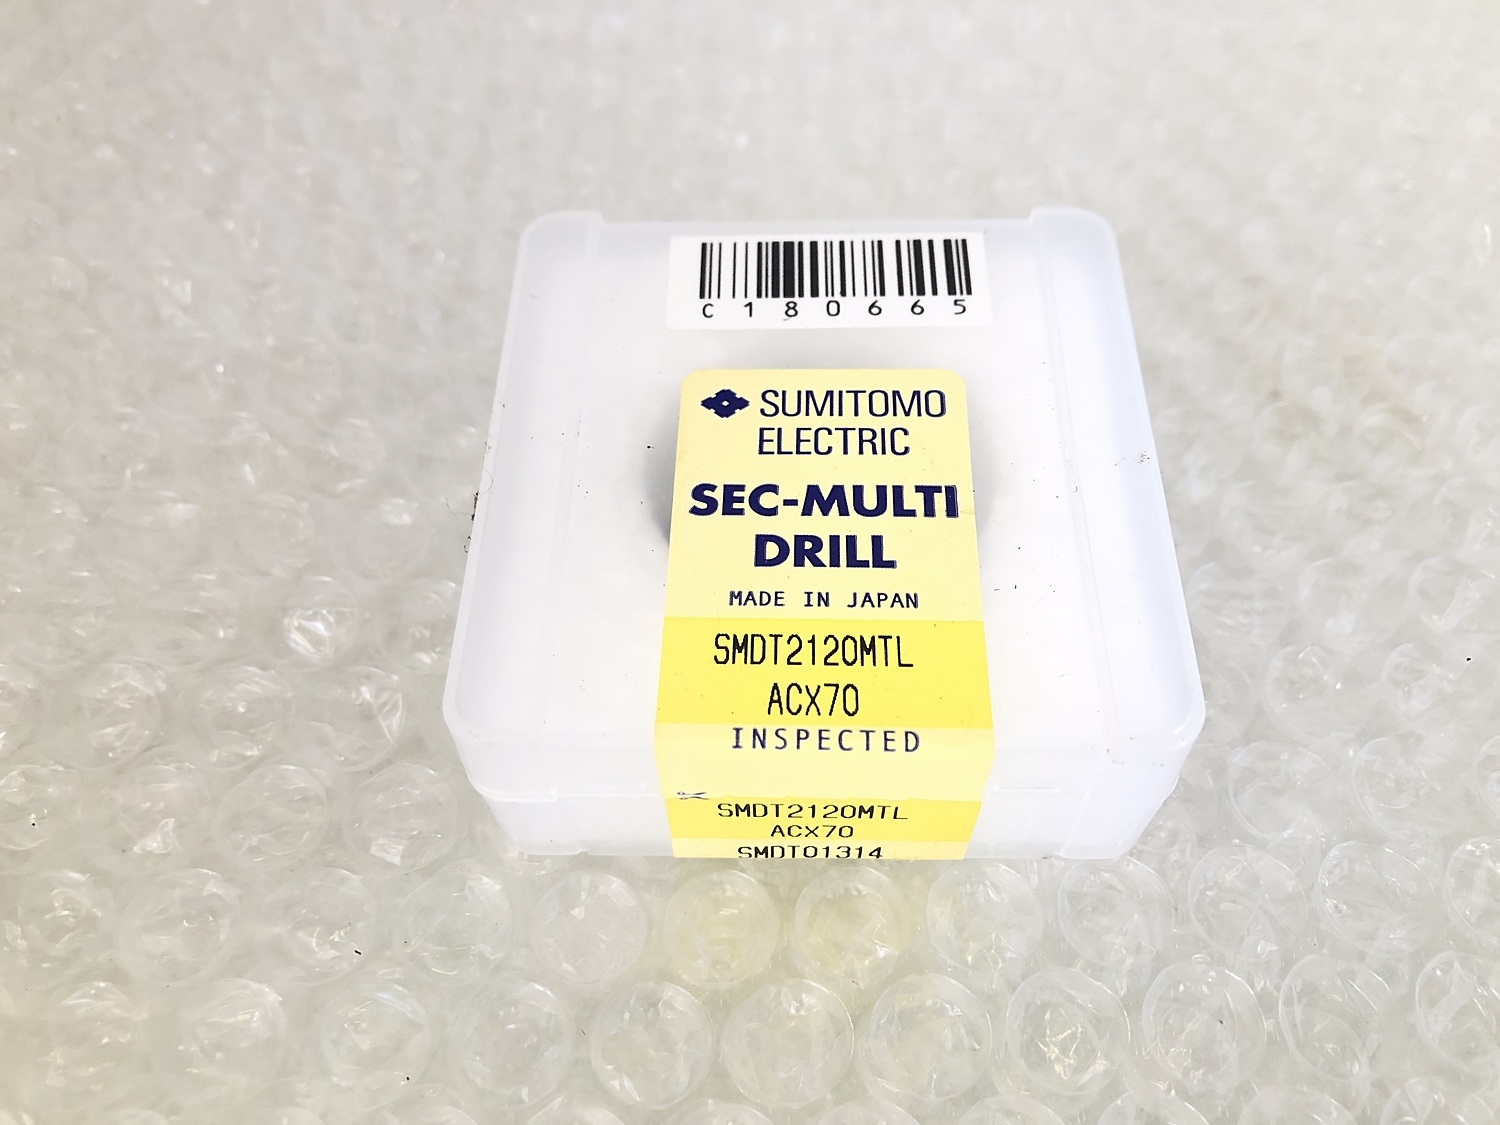 C180665
SUMITOMO
ELECTRIC
SEC-MULTI
DRILL
MADE IN JAPAN
SMDT2120MTL
ACX70
INSPECTED
SMDT2120MTL
ACX70
SMDT01314